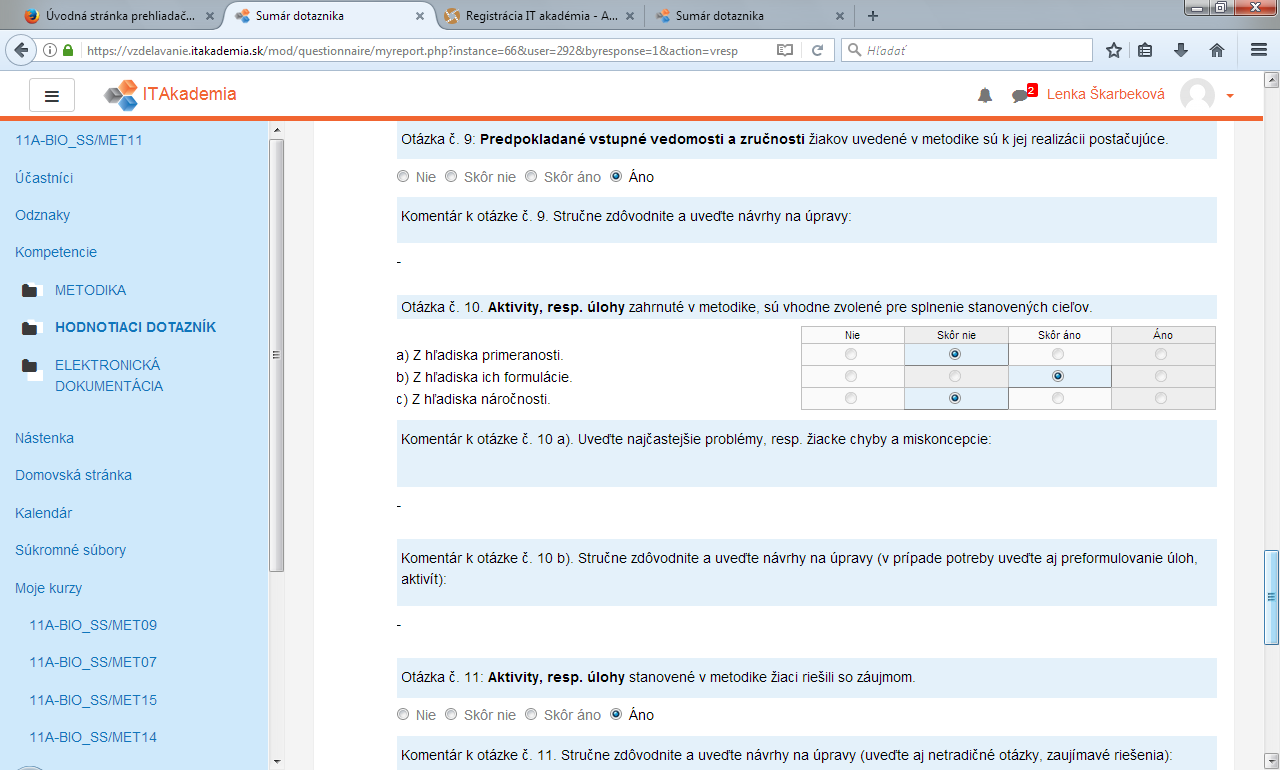 Úvodná stránka prehliadač...
Sumár dotaznika
Registrácia IT akadémia - A...
Sumár dotaznika
https://vzdelavanie.itakademia.sk/mod/questionnaire/myreport.php?instance=66&user=292&byresponse=1&action=vresp
Hľadať
ITAkademia
2
Lenka Škarbeková
11A-BIO_SS/MET11
Účastníci
Odznaky
Kompetencie
METODIKA
HODNOTIACI DOTAZNÍK
ELEKTRONICKÁ
DOKUMENTÁCIA
Nástenka
Domovská stránka
Kalendár
Súkromné súbory
Moje kurzy
11A-BIO_SS/MET09
11A-BIO_SS/MET07
11A-BIO_SS/MET15
11A-BIO_SS/MET14
Otázka č. 9: Predpokladané vstupné vedomosti a zručnosti žiakov uvedené v metodike sú k jej realizácii postačujúce.
Nie Skôr nie Skôr áno Áno
Komentár k otázke č. 9. Stručne zdôvodnite a uveďte návrhy na úpravy:
-
Otázka č. 10. Aktivity, resp. úlohy zahrnuté v metodike, sú vhodne zvolené pre splnenie stanovených cieľov.
Nie Skôr nie Skôr áno Áno
a) Z hľadiska primeranosti.
b) Z hľadiska ich formulácie.
c) Z hľadiska náročnosti.
Komentár k otázke č. 10 a). Uveďte najčastejšie problémy, resp. žiacke chyby a miskoncepcie:
-
Komentár k otázke č. 10 b). Stručne zdôvodnite a uveďte návrhy na úpravy (v prípade potreby uveďte aj preformulovanie úloh,
aktivít):
-
Otázka č. 11: Aktivity, resp. úlohy stanovené v metodike žiaci riešili so záujmom.
Nie Skôr nie Skôr áno Áno
Komentár k otázke č. 11. Stručne zdôvodnite a uveďte návrhy na úpravy (uveďte aj netradičné otázky, zaujímavé riešenia):